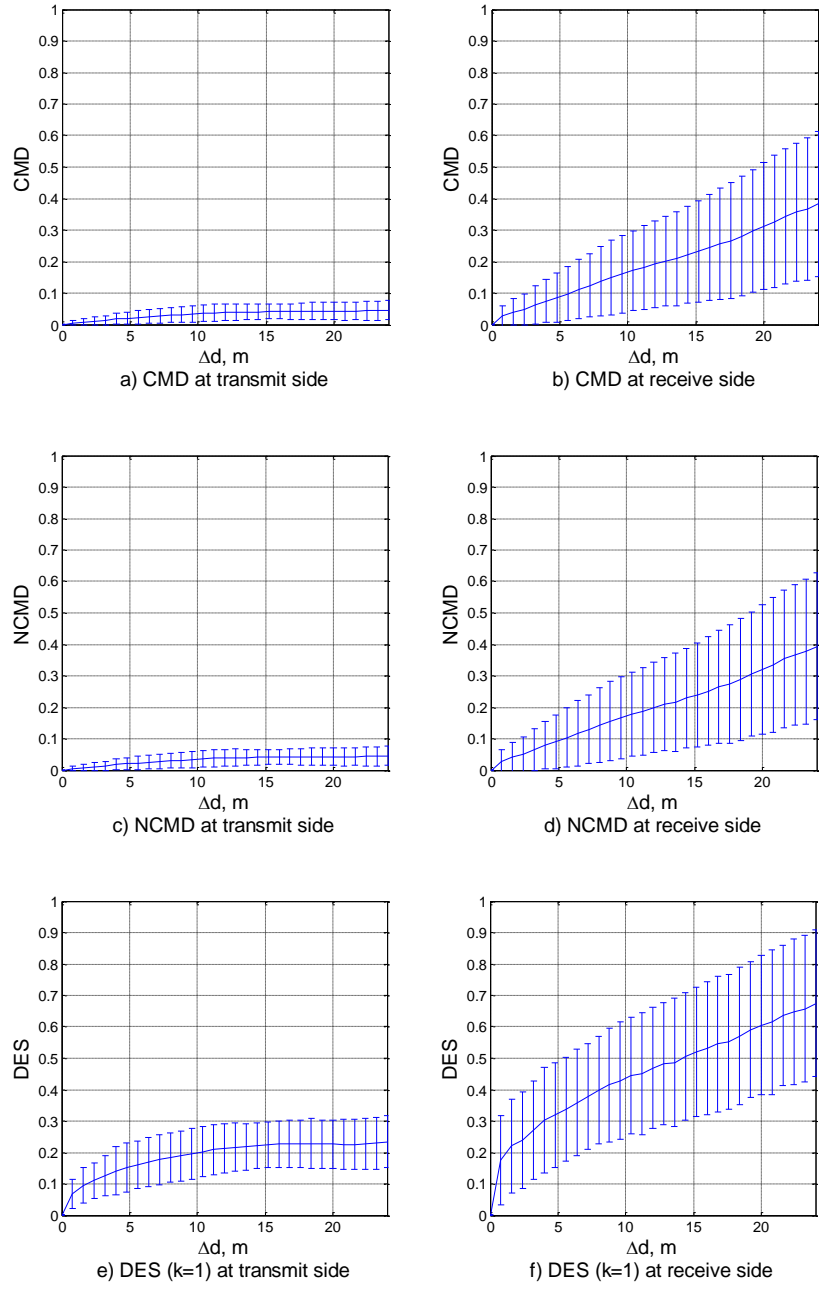 1
0.9
0.8
0.7
0.6
0.5
0.4
0.3
0.2
0.1
0
CMD
0 5 10 15 20
Δd, m
a) CMD at transmit side
1
0.9
0.8
0.7
0.6
0.5
0.4
0.3
0.2
0.1
0
CMD
0 5 10 15 20
Δd, m
b) CMD at receive side
1
0.9
0.8
0.7
0.6
0.5
0.4
0.3
0.2
0.1
0
NCMD
0 5 10 15 20
Δd, m
c) NCMD at transmit side
1
0.9
0.8
0.7
0.6
0.5
0.4
0.3
0.2
0.1
0
NCMD
0 5 10 15 20
Δd, m
d) NCMD at receive side
1
0.9
0.8
0.7
0.6
0.5
0.4
0.3
0.2
0.1
0
DES
0 5 10 15 20
Δd, m
e) DES (k=1) at transmit side
1
0.9
0.8
0.7
0.6
0.5
0.4
0.3
0.2
0.1
0
DES
0 5 10 15 20
Δd, m
f) DES (k=1) at receive side